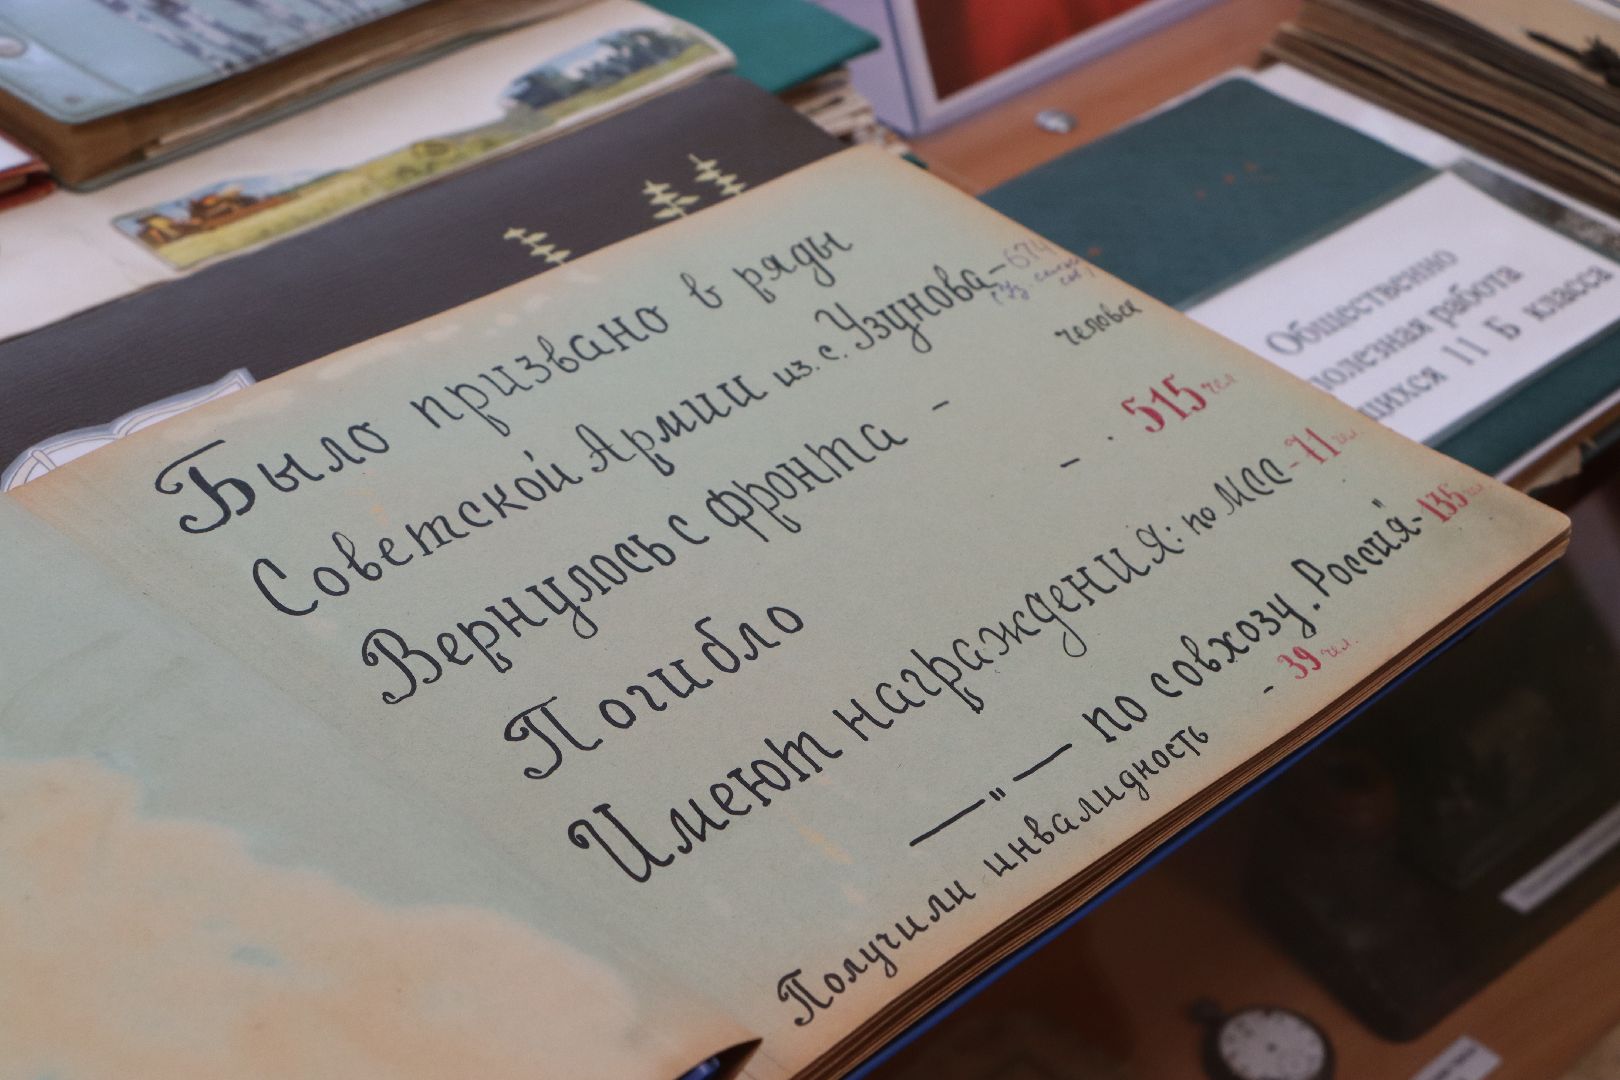 Было призвано в ряды
Советской Армии из с. Узунова - 674
человек
Вернулось с фронта -
Погибло - . 515 чел
Имеют награждения: по МСС - 71 чел
—„— по совхозу „Россия" - 135 чел
Получили инвалидность - 39 чел.
Общественно
полезная работа
щихся 11 Б класса